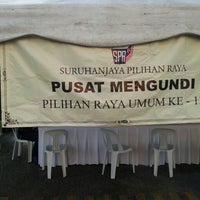 SPR
SURUHANJAYA PILIHAN RAYA
PUSAT MENGUNDI
PILIHAN RAYA UMUM KE - 1